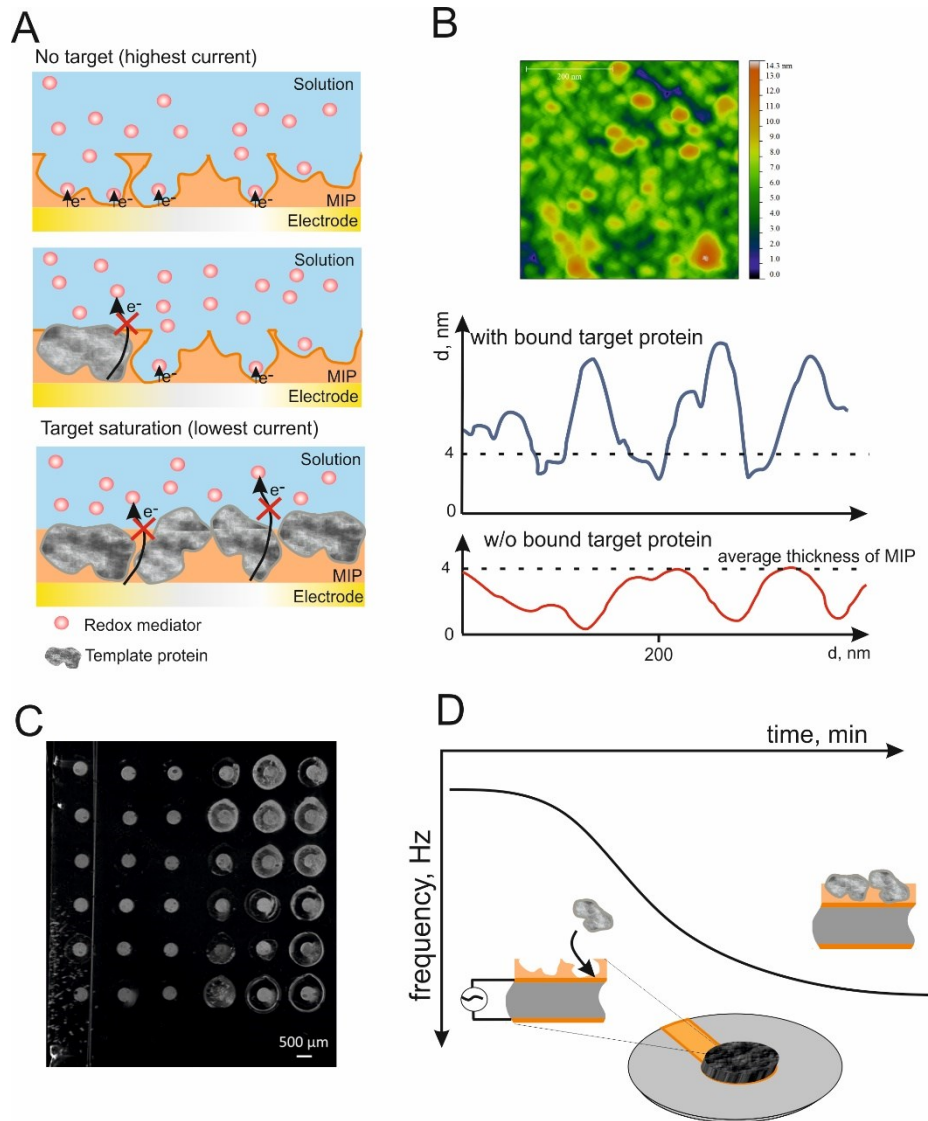 A
No target (highest current)
Solution
e-
e-
e-
e-
MIP
Electrode
Solution
e-
e-
e-
MIP
Electrode
Target saturation (lowest current)
Solution
e-
e-
MIP
Electrode
Redox mediator
Template protein
B
200 nm
14.3 nm
13.0
12.0
11.0
10.0
9.0
8.0
7.0
6.0
5.0
4.0
3.0
2.0
1.0
0.0
d, nm
with bound target protein
4
0
w/o bound target protein
average thickness of MIP
4
0
200
d, nm
C
500 µm
D
time, min
frequency, Hz